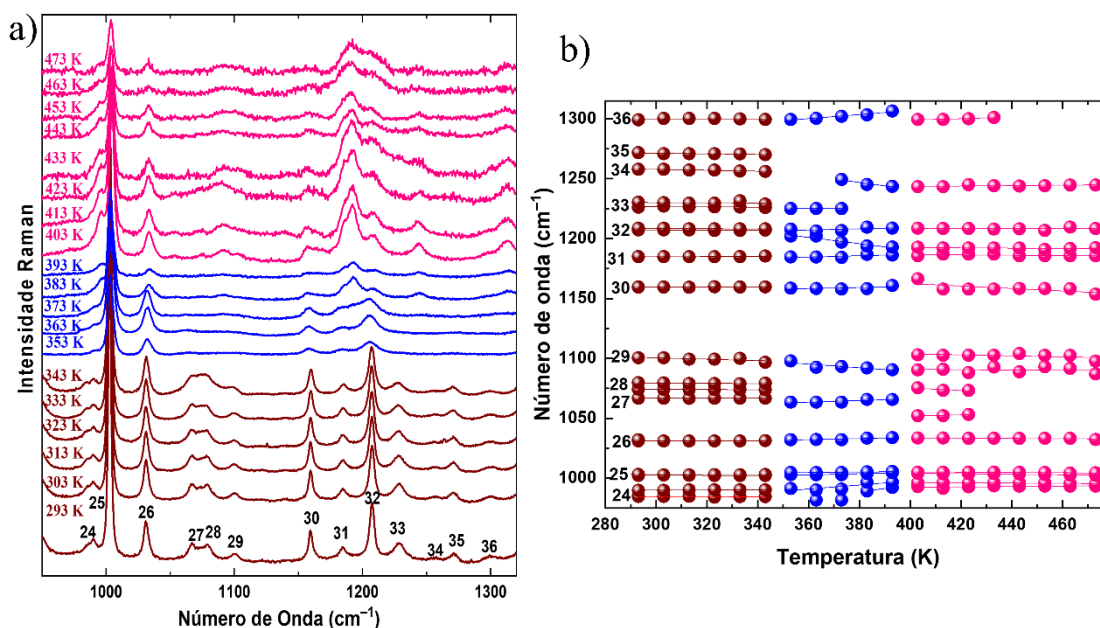 a)
473 K
463 K
453 K
443 K
433 K
423 K
413 K
403 K
393 K
383 K
373 K
363 K
353 K
343 K
333 K
323 K
313 K
303 K
293 K
24
25
26
27
28
29
30
31
32
33
34
35
36
1000
1100
1200
1300
Número de Onda (cm⁻¹)
Intensidade Raman
b)
1300
1250
1200
1150
1100
1050
1000
36
35
34
33
32
31
30
29
28
27
26
25
24
280
300
320
340
360
380
400
420
440
460
Temperatura (K)
Número de onda (cm⁻¹)